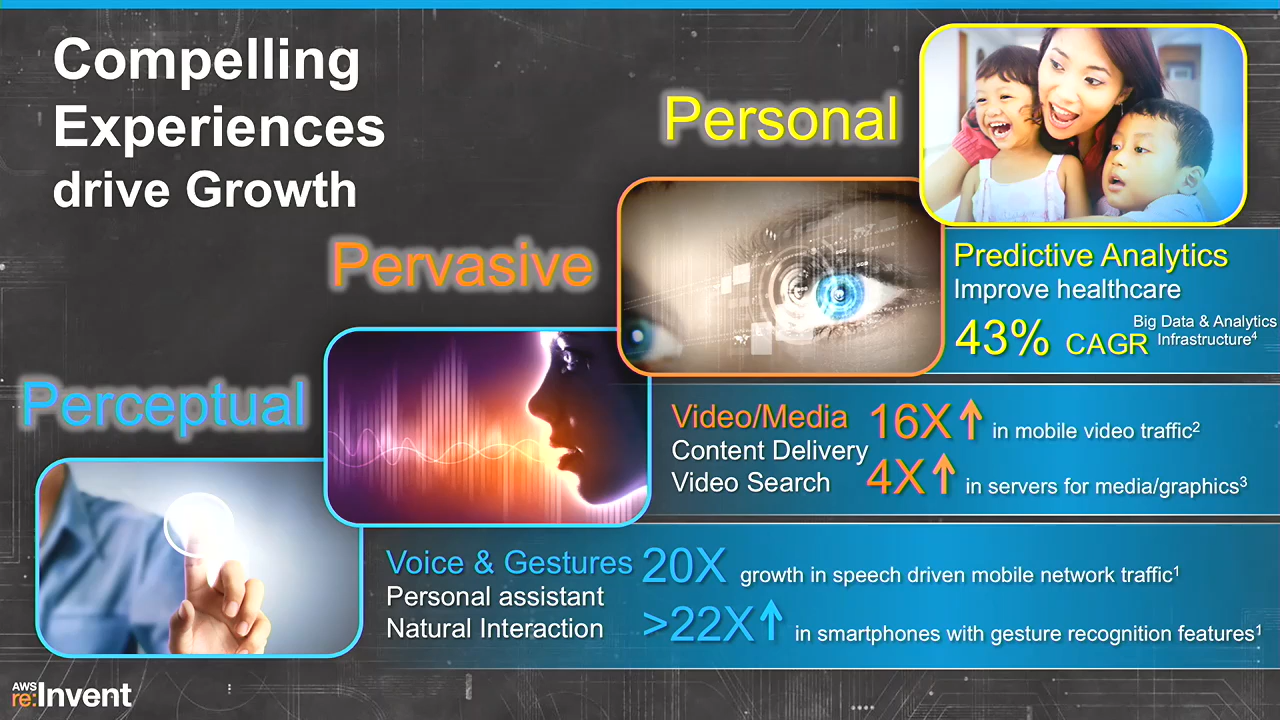 Compelling
Experiences
drive Growth
Personal
Predictive Analytics
Improve healthcare
43% CAGR Big Data & Analytics
Infrastructure⁴
Pervasive
Video/Media 16X↑ in mobile video traffic²
Content Delivery
Video Search 4X↑ in servers for media/graphics³
Perceptual
Voice & Gestures 20X growth in speech driven mobile network traffic¹
Personal assistant
Natural Interaction >22X↑ in smartphones with gesture recognition features¹
AWS
re:Invent